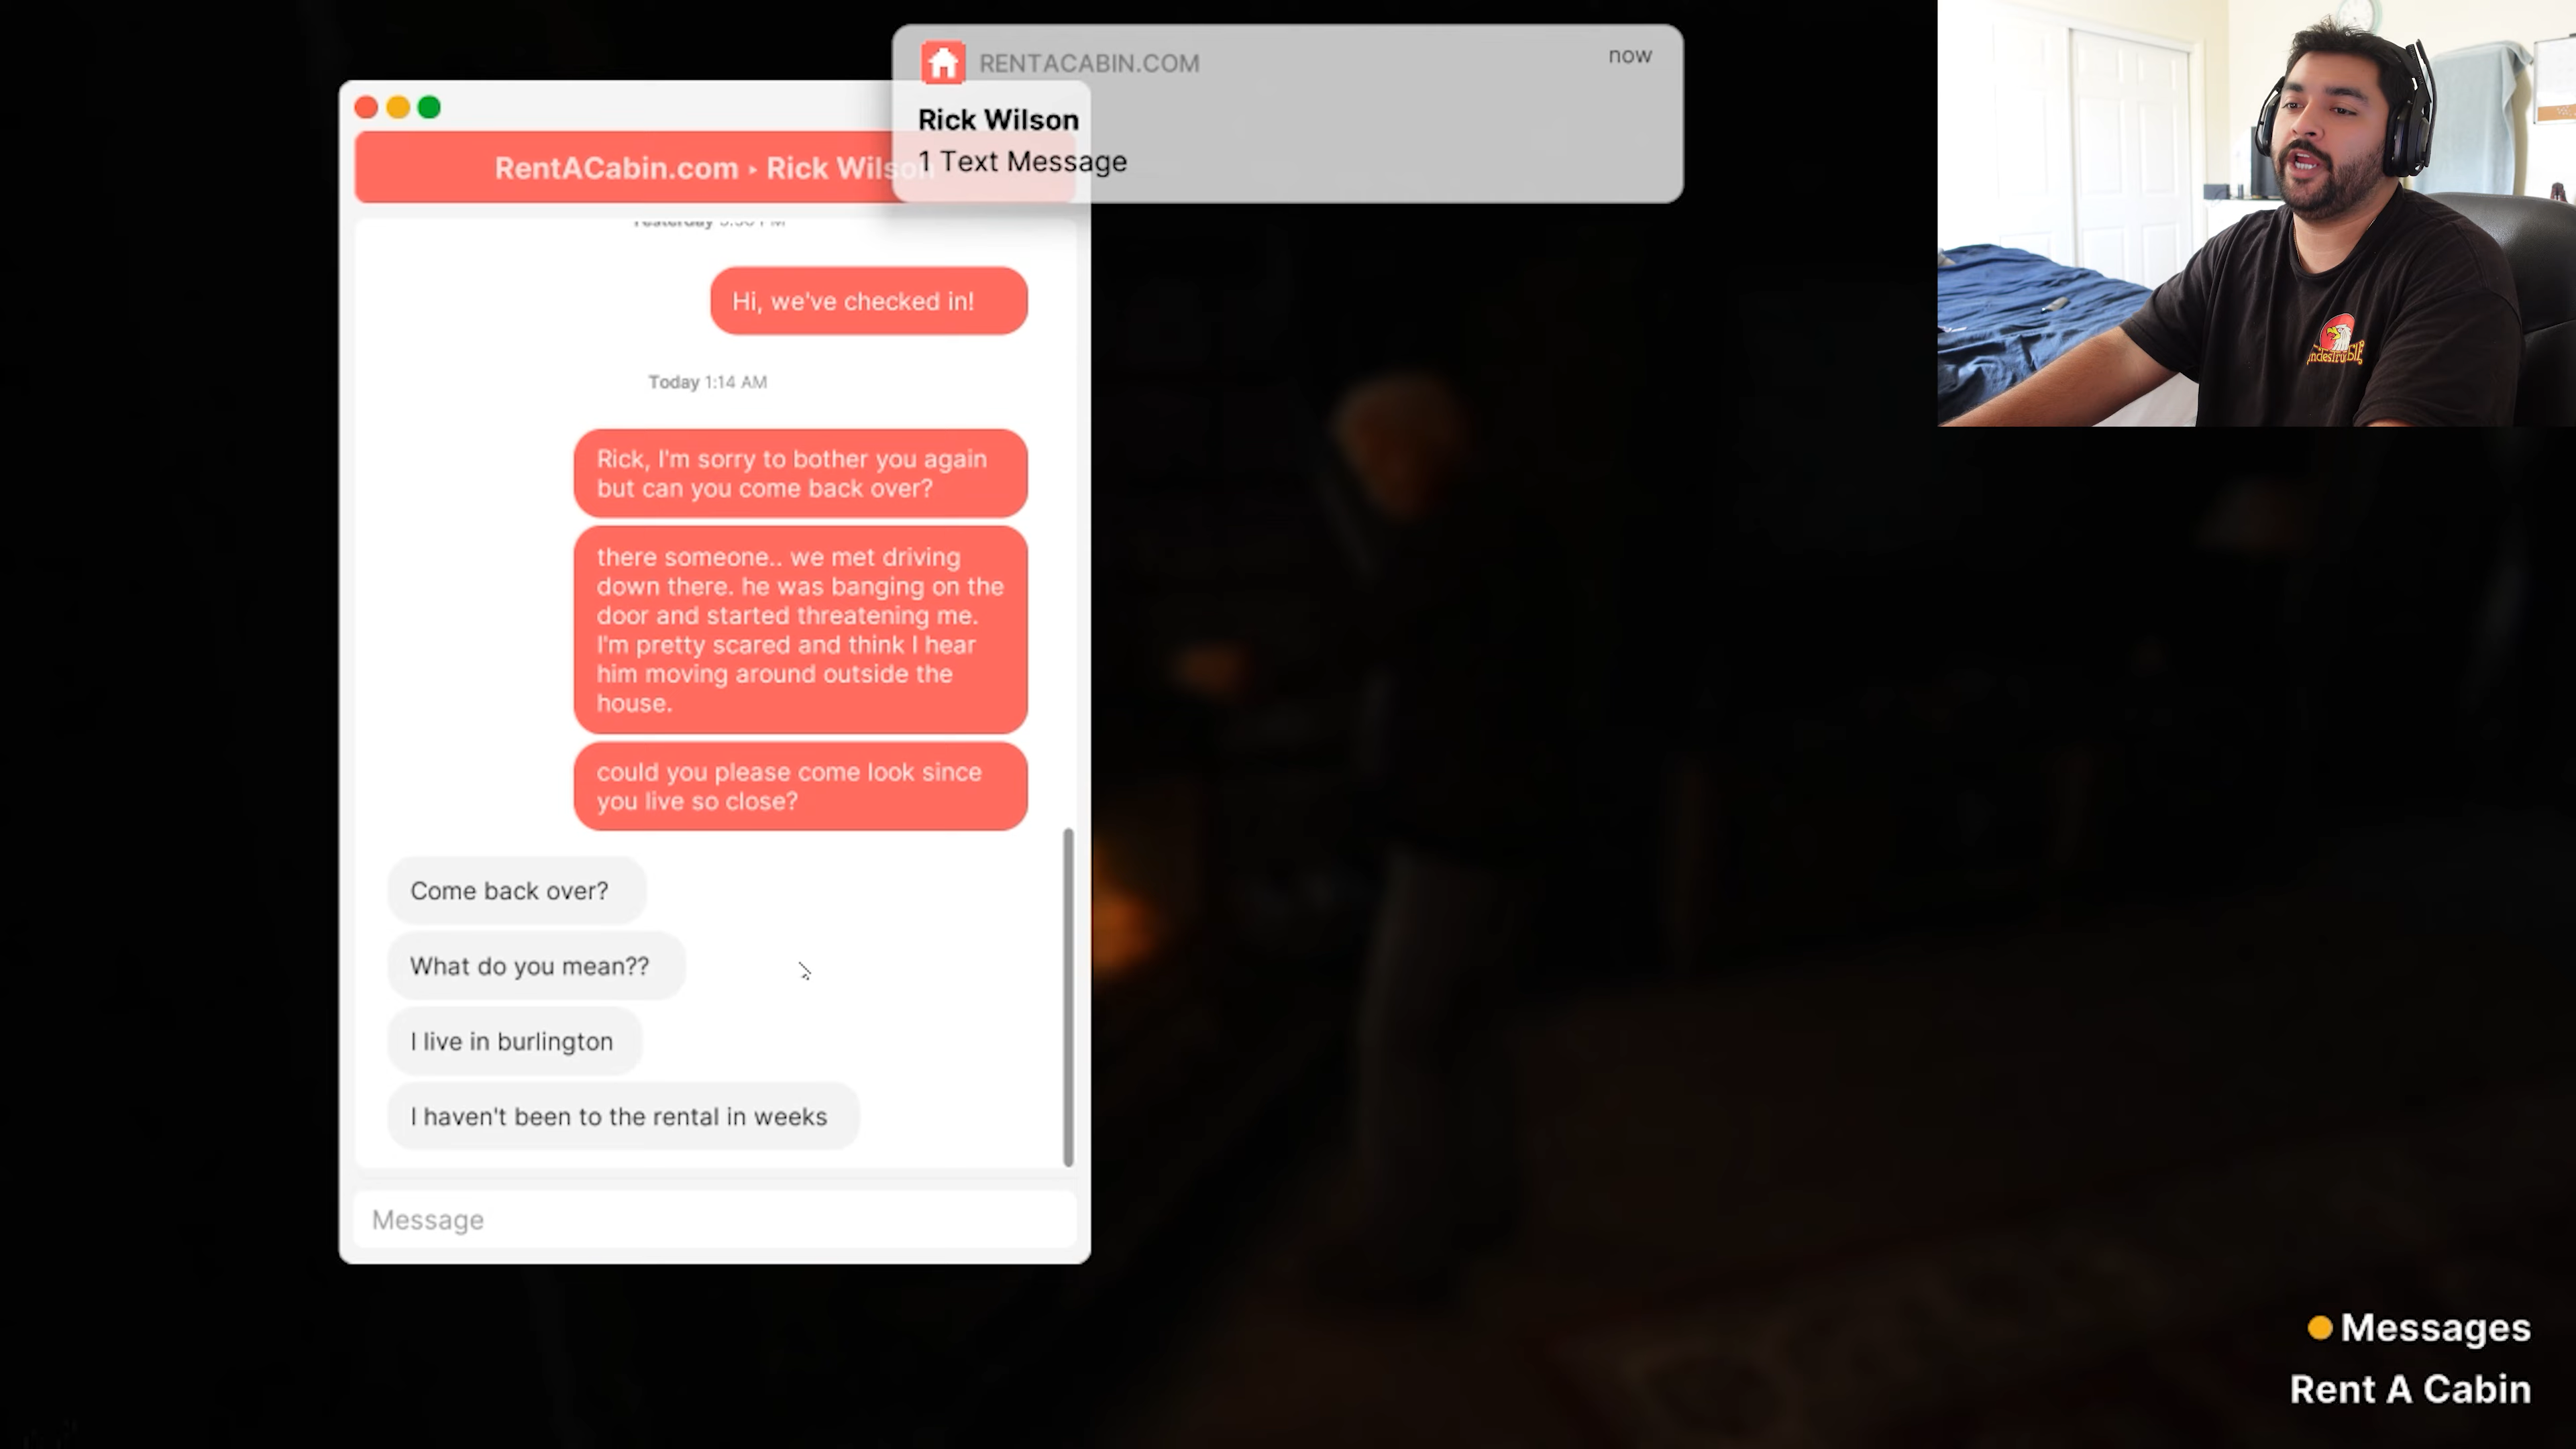 RENTACABIN.COM
now
Rick Wilson
1 Text Message
RentACabin.com ▸ Rick Wilson
Yesterday
Hi, we've checked in!
Today 1:14 AM
Rick, I'm sorry to bother you again
but can you come back over?
there someone.. we met driving
down there. he was banging on the
door and started threatening me.
I'm pretty scared and think I hear
him moving around outside the
house.
could you please come look since
you live so close?
Come back over?
What do you mean??
I live in burlington
I haven't been to the rental in weeks
Message
Messages
Rent A Cabin